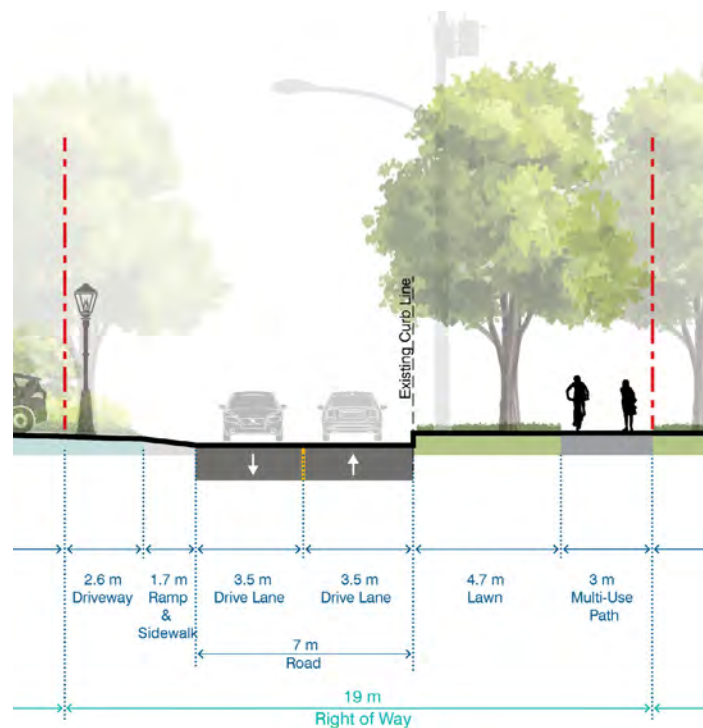 Existing Curb Line
2.6 m
Driveway
1.7 m
Ramp
&
Sidewalk
3.5 m
Drive Lane
3.5 m
Drive Lane
4.7 m
Lawn
3 m
Multi-Use
Path
7 m
Road
19 m
Right of Way